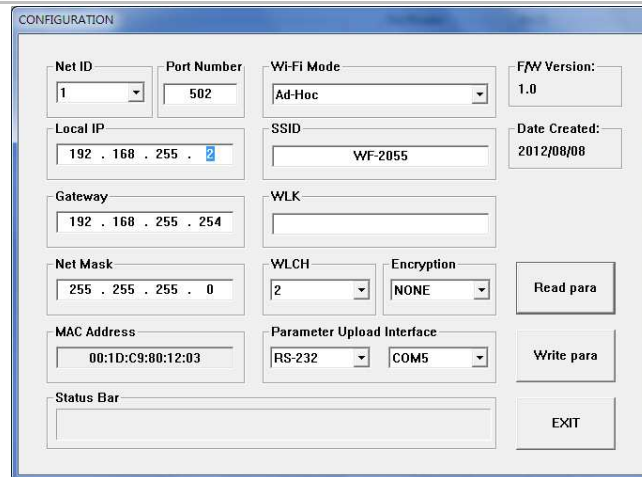 CONFIGURATION
Net ID
1
Port Number
502
Wi-Fi Mode
Ad-Hoc
F/W Version:
1.0
Local IP
192 . 168 . 255 . 2
SSID
WF-2055
Date Created:
2012/08/08
Gateway
192 . 168 . 255 . 254
WLK
Net Mask
255 . 255 . 255 . 0
WLCH
2
Encryption
NONE
Read para
MAC Address
00:1D:C9:80:12:03
Parameter Upload Interface
RS-232
COM5
Write para
Status Bar
EXIT